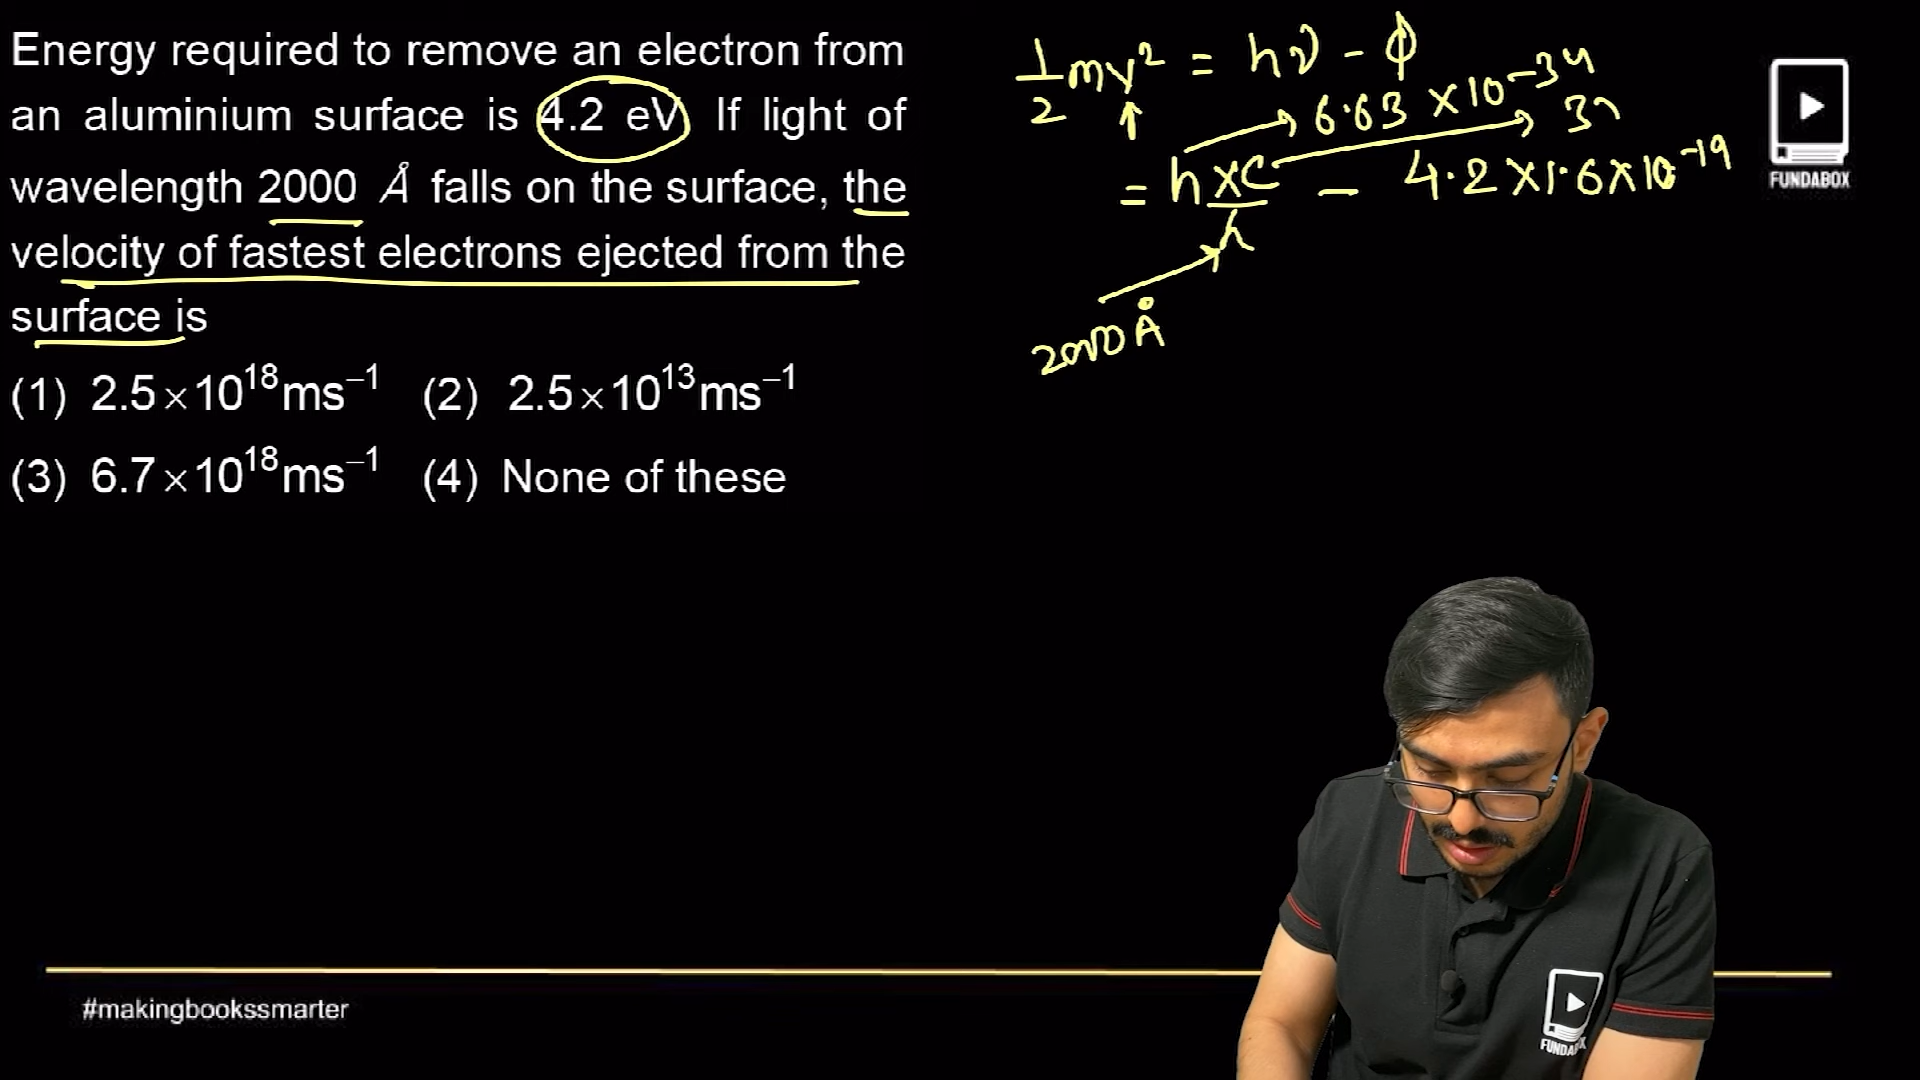 Energy required to remove an electron from
an aluminium surface is 4.2 eV. If light of
wavelength 2000 Å falls on the surface, the
velocity of fastest electrons ejected from the
surface is
(1) 2.5×10¹⁸ms⁻¹ (2) 2.5×10¹³ms⁻¹
(3) 6.7×10¹⁸ms⁻¹ (4) None of these
1/2 mv² = hν - φ
6.63 × 10⁻³⁴
= h×c/λ - 4.2×1.6×10⁻¹⁹
2000 Å
FUNDABOX
#makingbookssmarter